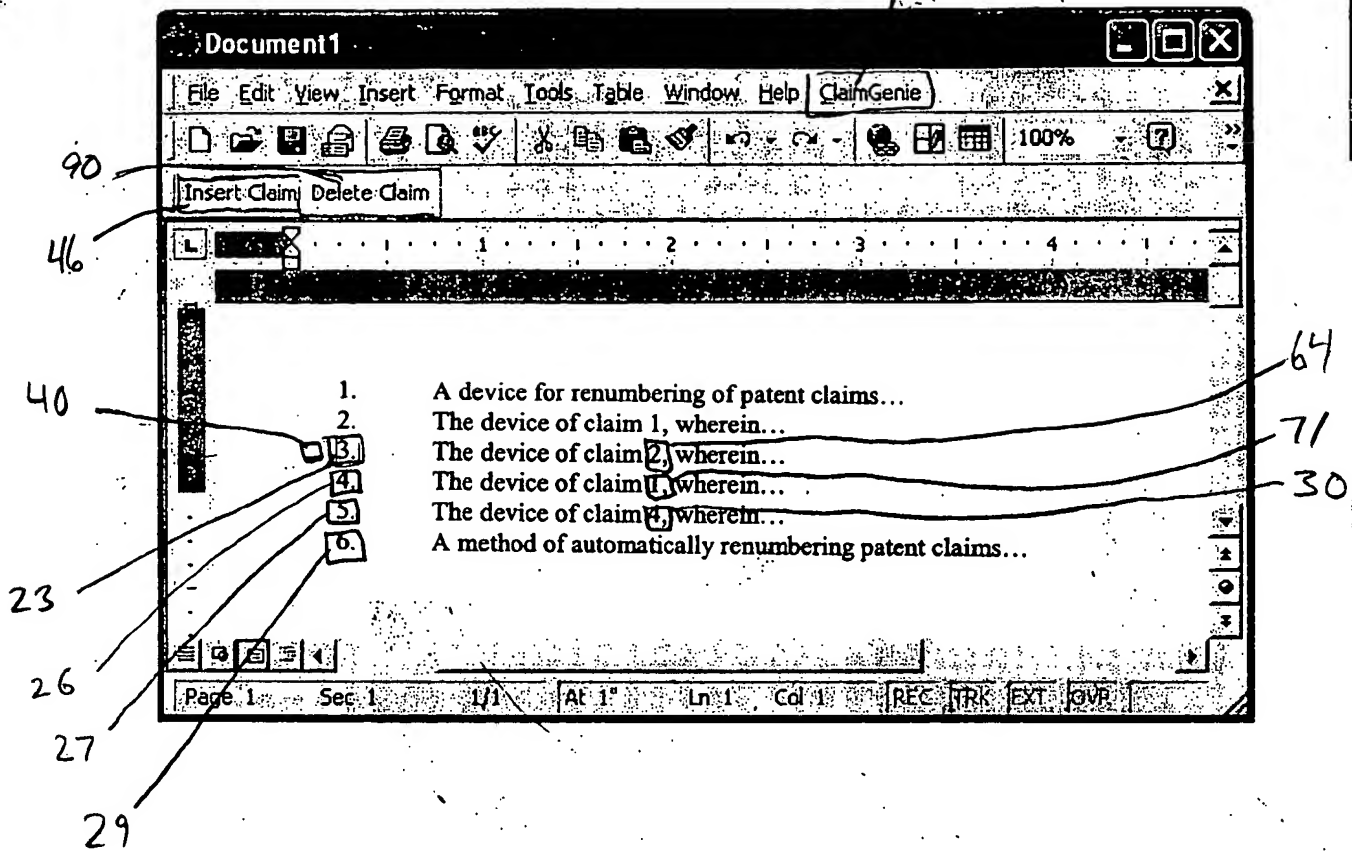 Document1
File Edit View Insert Format Tools Table Window Help ClaimGenie
100%
90
Insert Claim Delete Claim
46
1 2 3 4
64
1. A device for renumbering of patent claims...
71
40
2. The device of claim 1, wherein...
3. The device of claim 2, wherein...
30
4. The device of claim 1, wherein...
5. The device of claim 4, wherein...
6. A method of automatically renumbering patent claims...
23
26
Page 1 Sec 1 1/1 At 1" Ln 1 Col 1 REC TRK EXT OVR
27
29